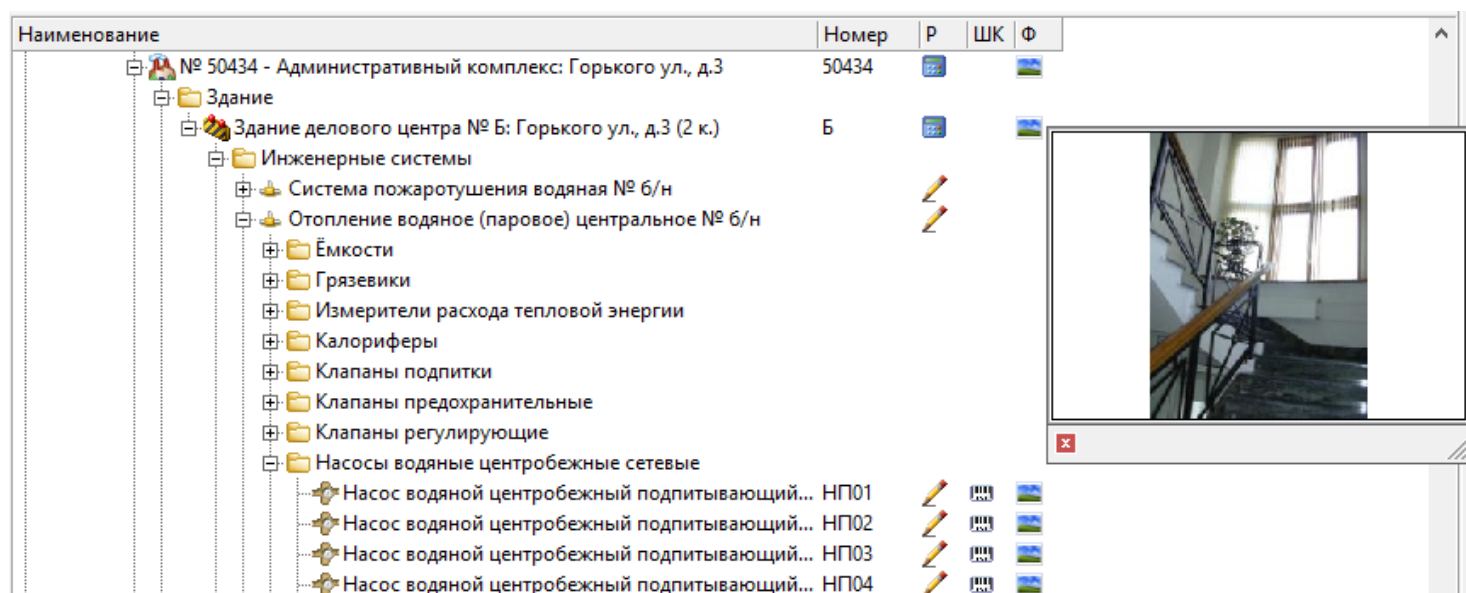 Наименование Номер Р ШК Ф
№ 50434 - Административный комплекс: Горького ул., д.3 50434
Здание
Здание делового центра № Б: Горького ул., д.3 (2 к.) Б
Инженерные системы
Система пожаротушения водяная № б/н
Отопление водяное (паровое) центральное № б/н
Ёмкости
Грязевики
Измерители расхода тепловой энергии
Калориферы
Клапаны подпитки
Клапаны предохранительные
Клапаны регулирующие
Насосы водяные центробежные сетевые
Насос водяной центробежный подпитывающий... НП01
Насос водяной центробежный подпитывающий... НП02
Насос водяной центробежный подпитывающий... НП03
Насос водяной центробежный подпитывающий... НП04